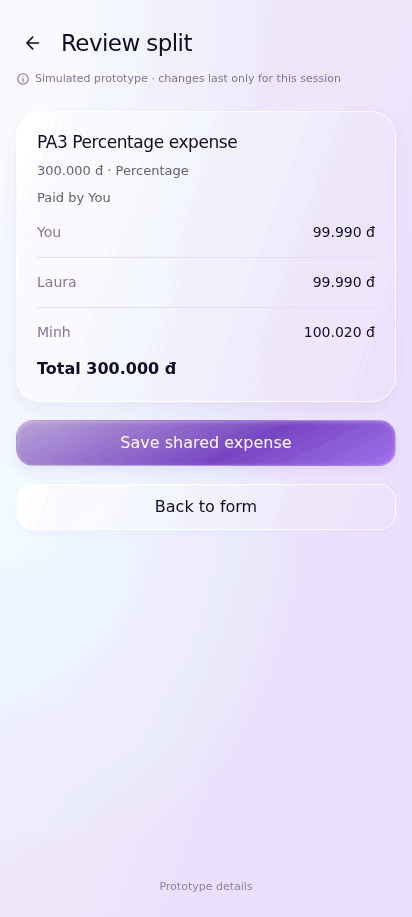 Review split
Simulated prototype · changes last only for this session
PA3 Percentage expense
300.000 đ · Percentage
Paid by You
You 99.990 đ
Laura 99.990 đ
Minh 100.020 đ
Total 300.000 đ
Save shared expense
Back to form
Prototype details